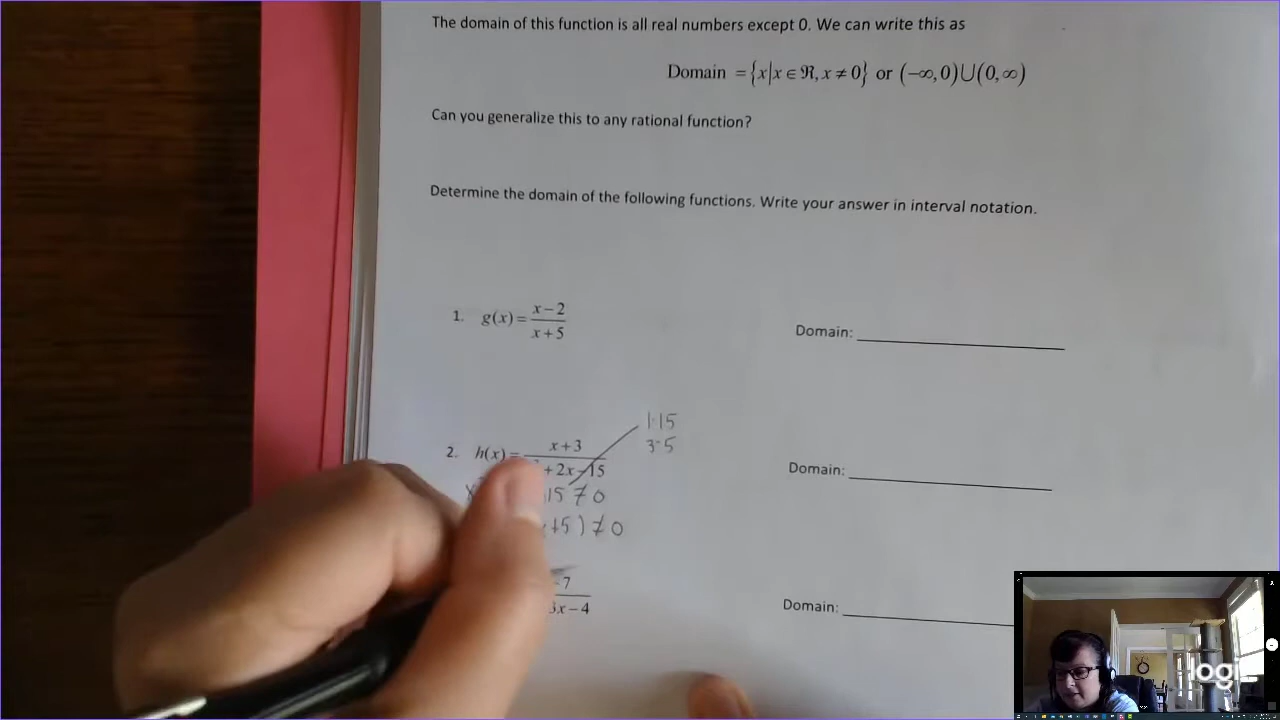 The domain of this function is all real numbers except 0. We can write this as
Domain = {x|x ∈ ℜ, x ≠ 0} or (−∞,0)∪(0,∞)
Can you generalize this to any rational function?
Determine the domain of the following functions. Write your answer in interval notation.
1. g(x) = x−2 / x+5
Domain:
1·15
3·5
2. h(x) = x+3 / + 2x − 15
Domain:
x 15 ≠ 0
+5) ≠ 0
-7 / 3x − 4
Domain:
logi